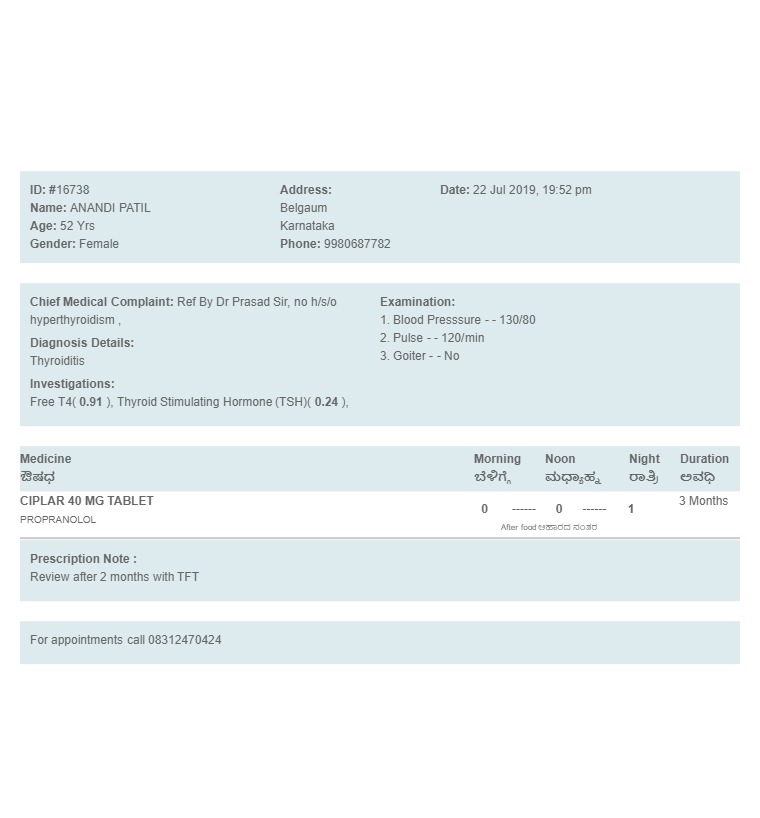 ID: #16738
Name: ANANDI PATIL
Age: 52 Yrs
Gender: Female
Address:
Belgaum
Karnataka
Phone: 9980687782
Date: 22 Jul 2019, 19:52 pm
Chief Medical Complaint: Ref By Dr Prasad Sir, no h/s/o
hyperthyroidism ,
Diagnosis Details:
Thyroiditis
Investigations:
Free T4( 0.91 ), Thyroid Stimulating Hormone (TSH)( 0.24 ),
Examination:
1. Blood Presssure - - 130/80
2. Pulse - - 120/min
3. Goiter - - No
Medicine Morning Noon Night Duration
ಔಷಧ ಬೆಳಿಗ್ಗೆ ಮಧ್ಯಾಹ್ನ ರಾತ್ರಿ ಅವಧಿ
CIPLAR 40 MG TABLET 0 ------ 0 ------ 1 3 Months
PROPRANOLOL
After food ಆಹಾರದ ನಂತರ
Prescription Note :
Review after 2 months with TFT
For appointments call 08312470424